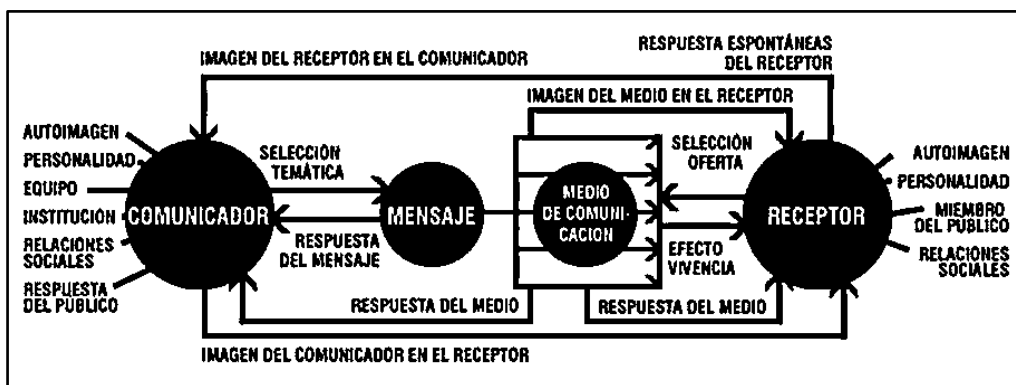 RESPUESTA ESPONTÁNEAS
DEL RECEPTOR
IMAGEN DEL RECEPTOR EN EL COMUNICADOR
IMAGEN DEL MEDIO EN EL RECEPTOR
AUTOIMAGEN
PERSONALIDAD
EQUIPO
INSTITUCIÓN
RELACIONES
SOCIALES
RESPUESTA
DEL PUBLICO
COMUNICADOR
SELECCIÓN
TEMÁTICA
RESPUESTA
DEL MENSAJE
MENSAJE
MEDIO
DE COMUNI-
CACION
SELECCIÓN
OFERTA
EFECTO
VIVENCIA
RECEPTOR
AUTOIMAGEN
PERSONALIDAD
MIEMBRO
DEL PÚBLICO
RELACIONES
SOCIALES
RESPUESTA DEL MEDIO
RESPUESTA DEL MEDIO
IMAGEN DEL COMUNICADOR EN EL RECEPTOR